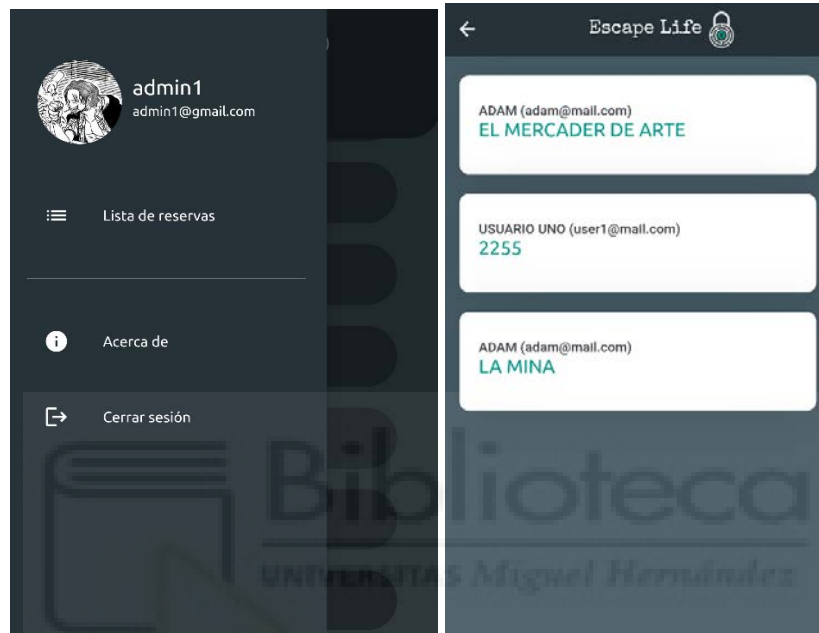 admin1
admin1@gmail.com
Lista de reservas
Acerca de
Cerrar sesión
Escape Life
ADAM (adam@mail.com)
EL MERCADER DE ARTE
USUARIO UNO (user1@mail.com)
2255
ADAM (adam@mail.com)
LA MINA
Biblioteca
UNIVERSITAS Miguel Hernández